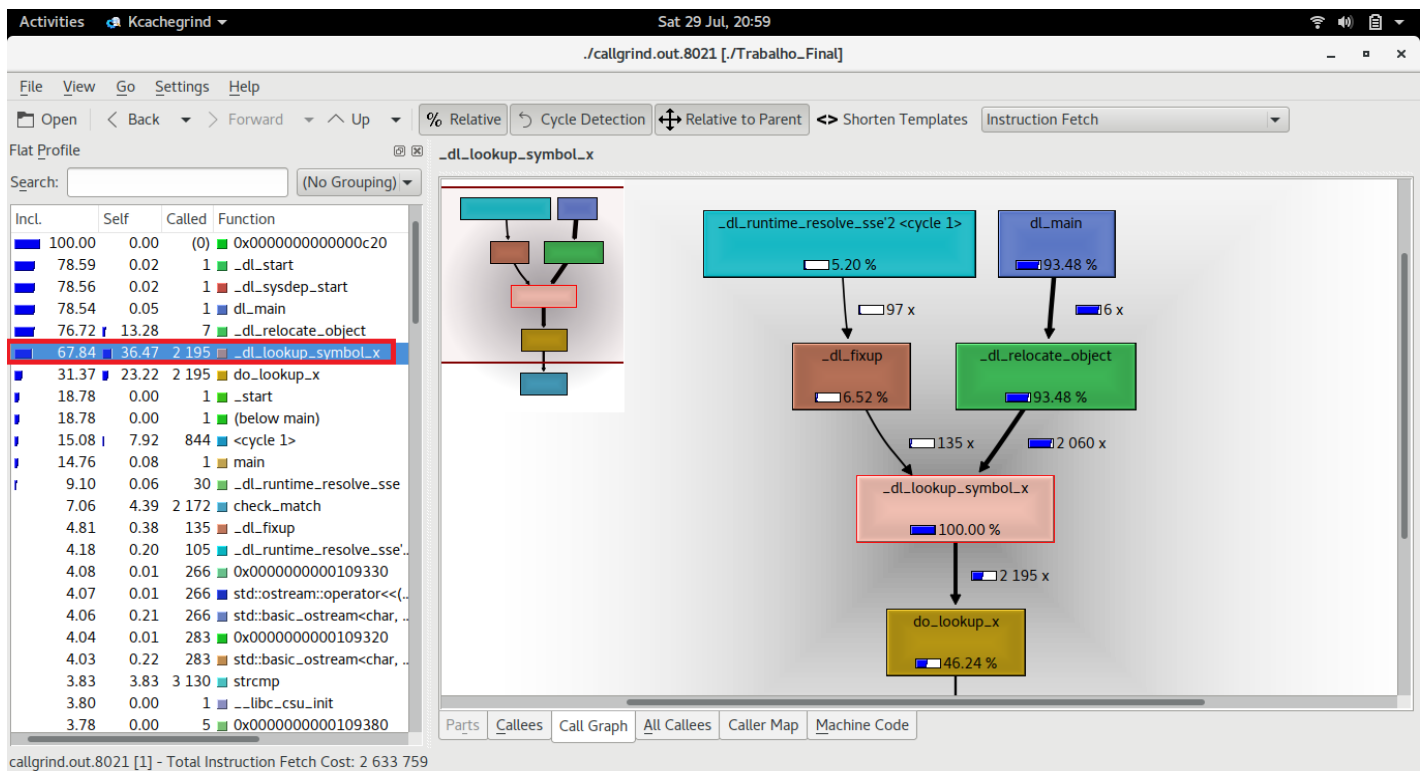 Activities Kcachegrind Sat 29 Jul, 20:59
./callgrind.out.8021 [./Trabalho_Final]
File View Go Settings Help
Open Back Forward Up % Relative Cycle Detection Relative to Parent <> Shorten Templates Instruction Fetch
Flat Profile
Search: (No Grouping)
Incl. Self Called Function
100.00 0.00 (0) 0x0000000000000c20
78.59 0.02 1 _dl_start
78.56 0.02 1 _dl_sysdep_start
78.54 0.05 1 dl_main
76.72 13.28 7 _dl_relocate_object
67.84 36.47 2 195 _dl_lookup_symbol_x
31.37 23.22 2 195 do_lookup_x
18.78 0.00 1 _start
18.78 0.00 1 (below main)
15.08 7.92 844 <cycle 1>
14.76 0.08 1 main
9.10 0.06 30 _dl_runtime_resolve_sse
7.06 4.39 2 172 check_match
4.81 0.38 135 _dl_fixup
4.18 0.20 105 _dl_runtime_resolve_sse'..
4.08 0.01 266 0x0000000000109330
4.07 0.01 266 std::ostream::operator<<(..
4.06 0.21 266 std::basic_ostream<char, ..
4.04 0.01 283 0x0000000000109320
4.03 0.22 283 std::basic_ostream<char, ..
3.83 3.83 3 130 strcmp
3.80 0.00 1 __libc_csu_init
3.78 0.00 5 0x0000000000109380
_dl_lookup_symbol_x
_dl_runtime_resolve_sse'2 <cycle 1>
5.20 %
dl_main
93.48 %
97 x
6 x
_dl_fixup
6.52 %
_dl_relocate_object
93.48 %
135 x
2 060 x
_dl_lookup_symbol_x
100.00 %
2 195 x
do_lookup_x
46.24 %
Parts Callees Call Graph All Callees Caller Map Machine Code
callgrind.out.8021 [1] - Total Instruction Fetch Cost: 2 633 759